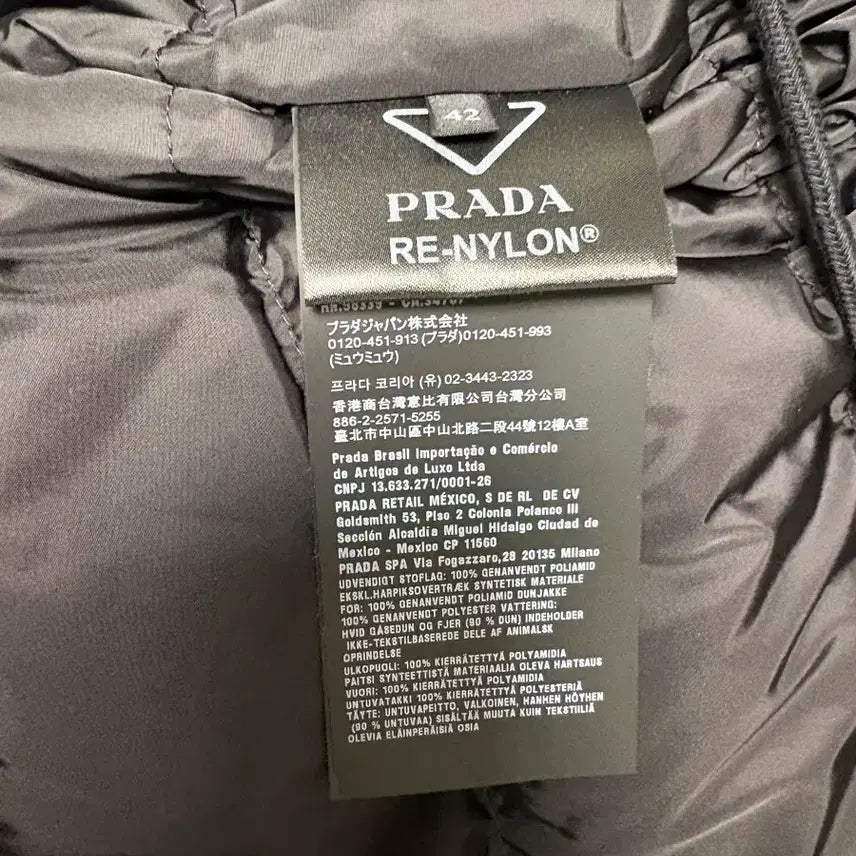 42
PRADA
RE-NYLON®
RN.98339 - CA.34787
プラダジャパン株式会社
0120-451-913 (プラダ)0120-451-993
(ミュウミュウ)
프라다 코리아 (유) 02-3443-2323
香港商台灣意比有限公司台灣分公司
886-2-2571-5255
臺北市中山區中山北路二段44號12樓A室
Prada Brasil Importação e Comércio
de Artigos de Luxo Ltda
CNPJ 13.633.271/0001-26
PRADA RETAIL MÉXICO, S DE RL DE CV
Goldsmith 53, Piso 2 Colonia Polanco III
Sección Alcaldía Miguel Hidalgo Ciudad de
Mexico - Mexico CP 11560
PRADA SPA Via Fogazzaro,28 20135 Milano
UDVENDIGT STOFLAG: 100% GENANVENDT POLIAMID
EKSKL.HARPIKSOVERTRÆK SYNTETISK MATERIALE
FOR: 100% GENANVENDT POLIAMID DUNJAKKE
100% GENANVENDT POLYESTER VATTERING:
HVID GÅSEDUN OG FJER (90 % DUN) INDEHOLDER
IKKE-TEKSTILBASEREDE DELE AF ANIMALSK
OPRINDELSE
ULKOPUOLI: 100% KIERRÄTETTYÄ POLYAMIDIA
PAITSI SYNTEETTISTÄ MATERIAALIA OLEVA HARTSAUS
VUORI: 100% KIERRÄTETTYÄ POLYAMIDIA
UNTUVATAKKI 100% KIERRÄTETTYÄ POLYESTERIÄ
TÄYTE: UNTUVAPEITTO, VALKOINEN, HANHEN HÖYHEN
(90 % UNTUVAA) SISÄLTÄÄ MUUTA KUIN TEKSTIILIÄ
OLEVIA ELÄINPERÄISIÄ OSIA